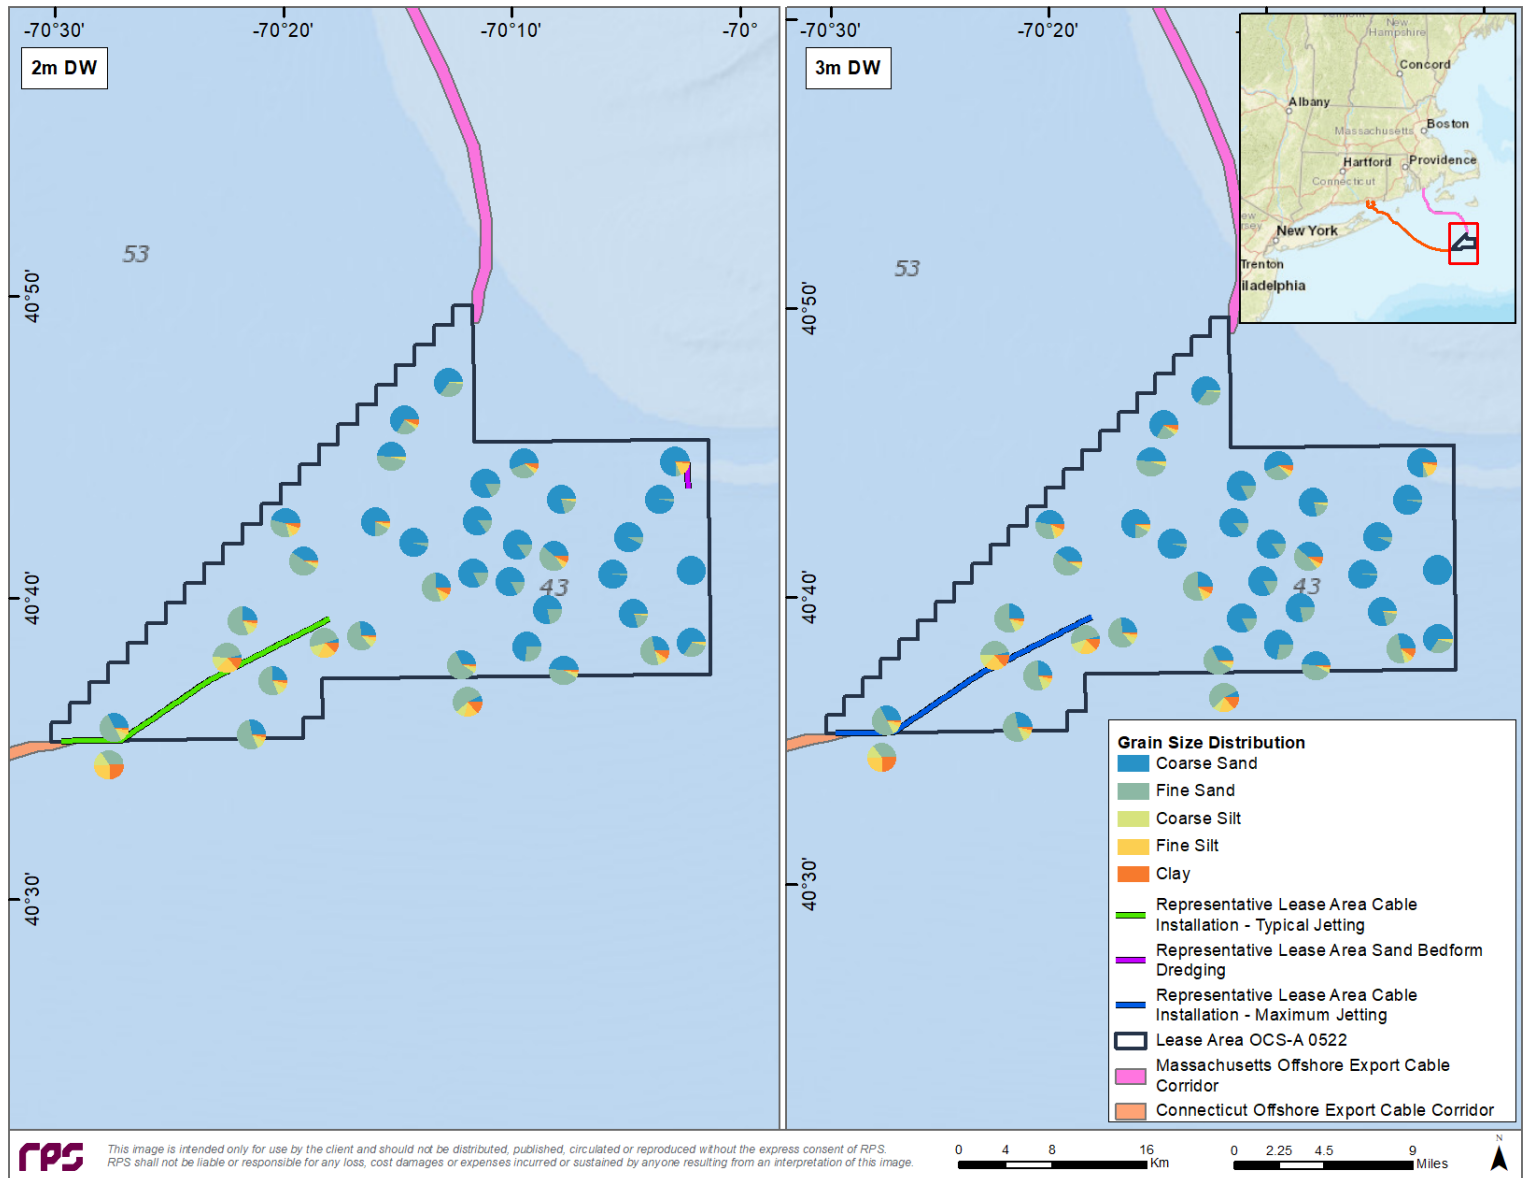 -70°30'
-70°20'
-70°10'
-70°0'
2m DW
53
40°50'
40°40'
43
40°30'
-70°30'
-70°20'
3m DW
53
40°50'
40°40'
43
40°30'
New
Hampshire
Concord
Albany
Massachusetts
Boston
Hartford
Providence
Connecticut
New York
Trenton
iladelphia
Grain Size Distribution
Coarse Sand
Fine Sand
Coarse Silt
Fine Silt
Clay
Representative Lease Area Cable
Installation - Typical Jetting
Representative Lease Area Sand Bedform
Dredging
Representative Lease Area Cable
Installation - Maximum Jetting
Lease Area OCS-A 0522
Massachusetts Offshore Export Cable
Corridor
Connecticut Offshore Export Cable Corridor
rps
This image is intended only for use by the client and should not be distributed, published, circulated or reproduced without the express consent of RPS.
RPS shall not be liable or responsible for any loss, cost damages or expenses incurred or sustained by anyone resulting from an interpretation of this image.
0 4 8 16
Km
0 2.25 4.5 9
Miles
N